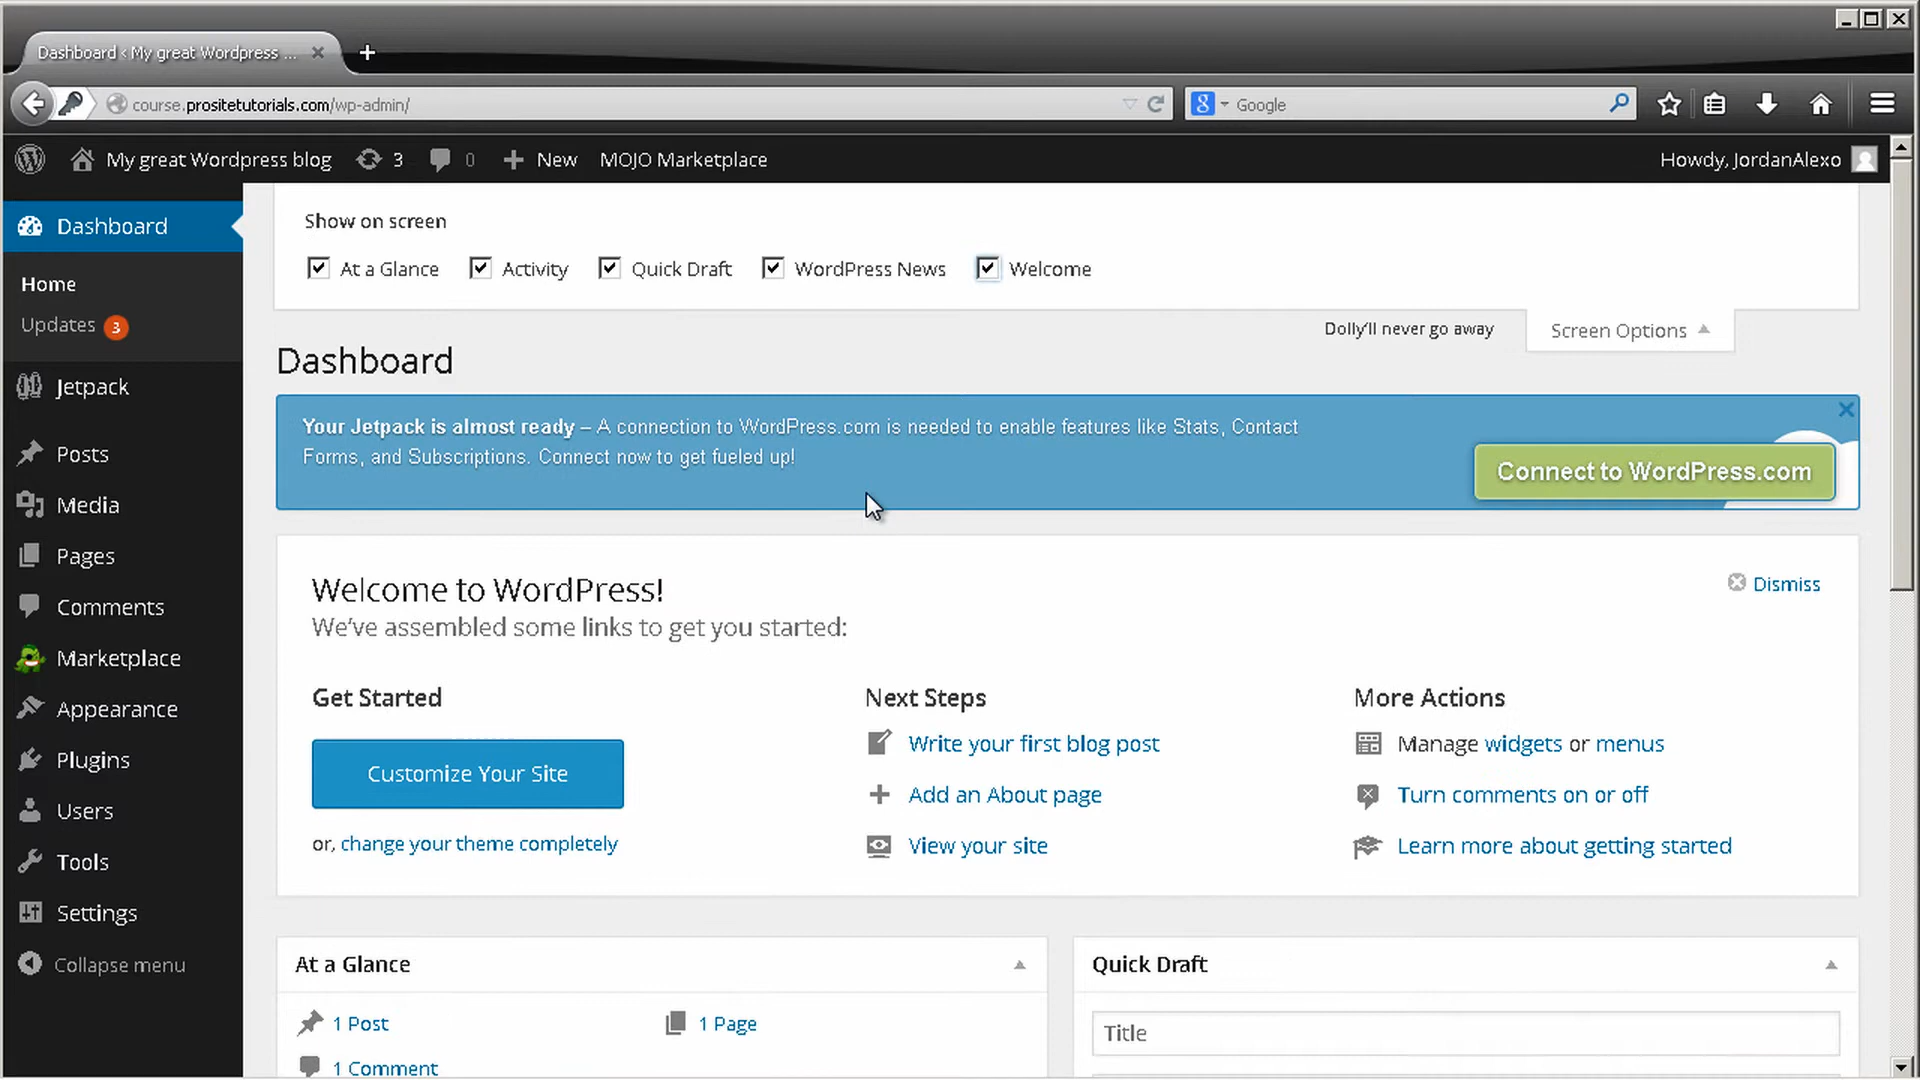 Dashboard ‹ My great Wordpress ...
course.prositetutorials.com/wp-admin/
Google
My great Wordpress blog
3
0
New
MOJO Marketplace
Howdy, JordanAlexo
Dashboard
Home
Updates 3
Jetpack
Posts
Media
Pages
Comments
Marketplace
Appearance
Plugins
Users
Tools
Settings
Collapse menu
Show on screen
At a Glance
Activity
Quick Draft
WordPress News
Welcome
Dolly'll never go away
Screen Options
Dashboard
Your Jetpack is almost ready – A connection to WordPress.com is needed to enable features like Stats, Contact
Forms, and Subscriptions. Connect now to get fueled up!
Connect to WordPress.com
Welcome to WordPress!
We've assembled some links to get you started:
Dismiss
Get Started
Customize Your Site
or, change your theme completely
Next Steps
Write your first blog post
Add an About page
View your site
More Actions
Manage widgets or menus
Turn comments on or off
Learn more about getting started
At a Glance
1 Post
1 Page
1 Comment
Quick Draft
Title